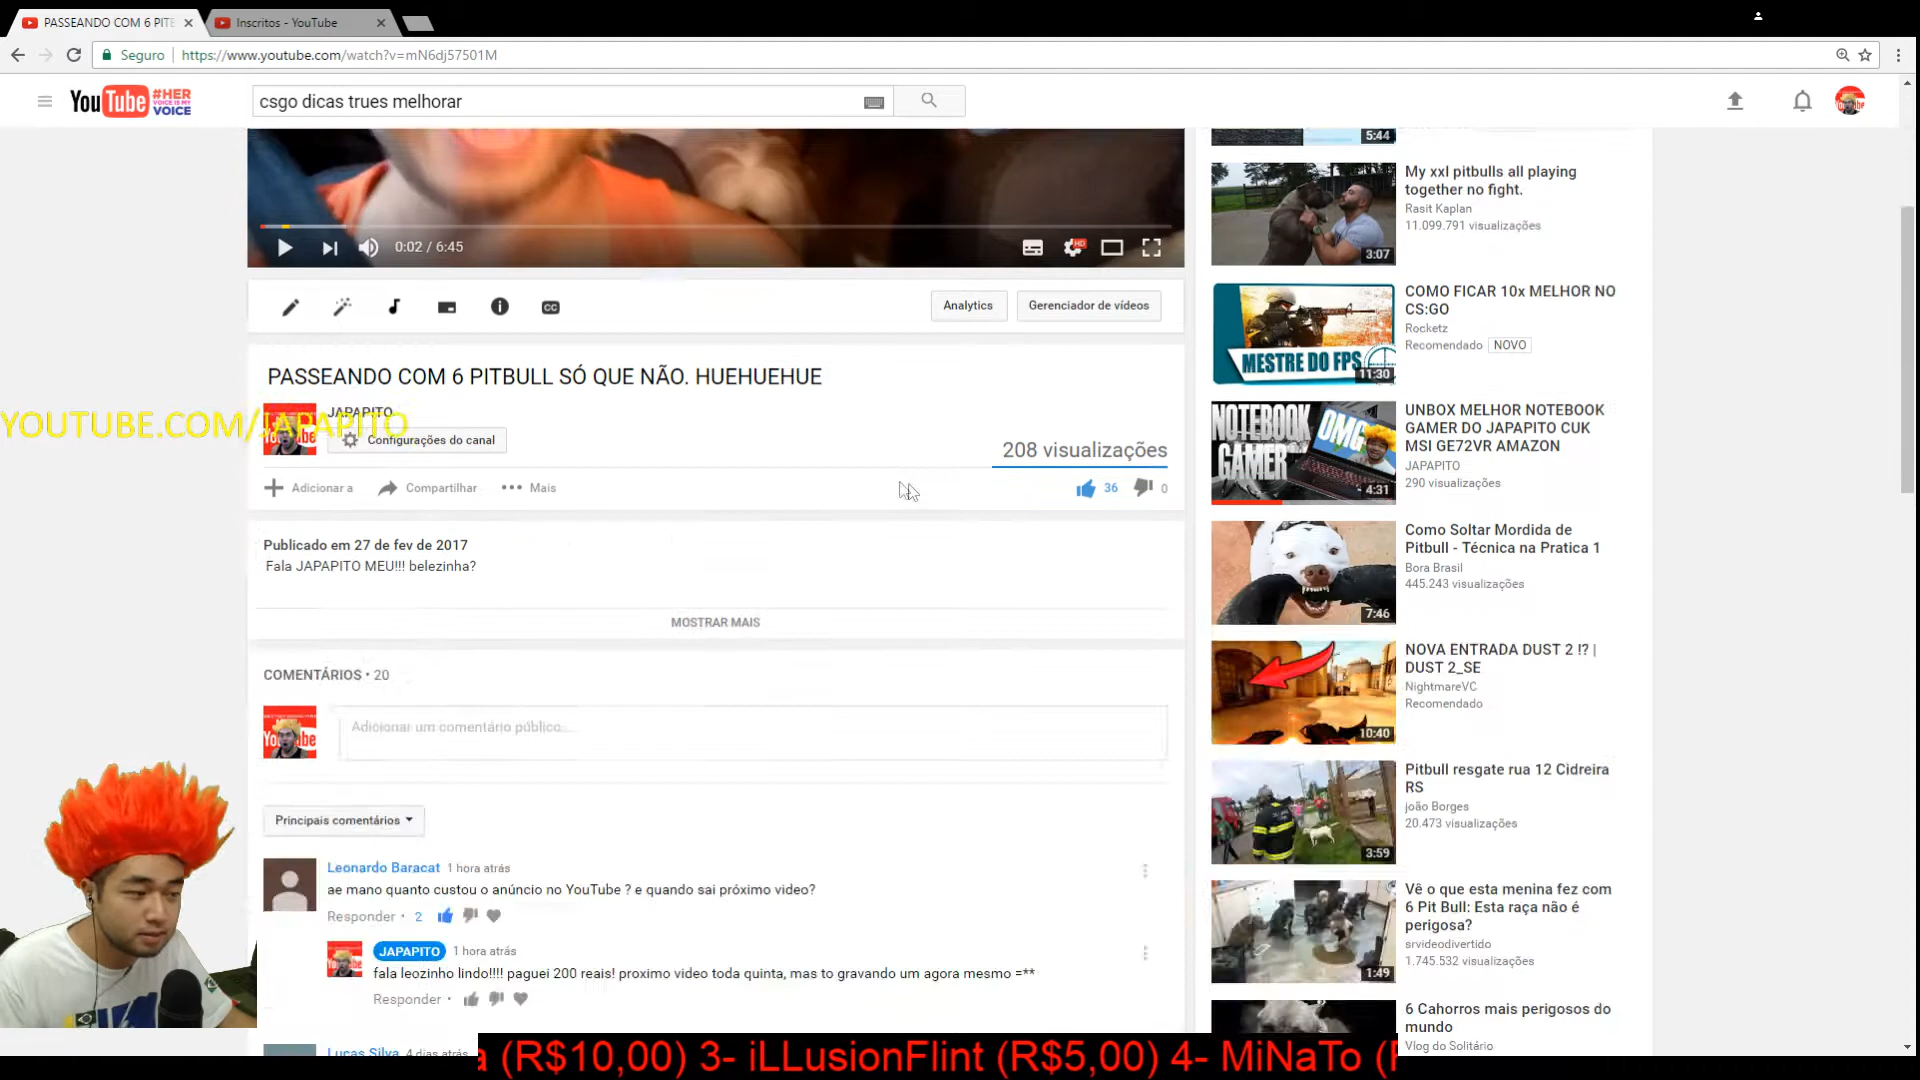 PASSEANDO COM 6 PITB
Inscritos - YouTube
Seguro
https://www.youtube.com/watch?v=mN6dj57501M
YouTube
#HER
VOICE IS MY
VOICE
csgo dicas trues melhorar
0:02 / 6:45
HD
Analytics
Gerenciador de vídeos
PASSEANDO COM 6 PITBULL SÓ QUE NÃO. HUEHUEHUE
JAPAPITO
YOUTUBE.COM/JAPAPITO
Configurações do canal
208 visualizações
Adicionar a
Compartilhar
Mais
36
0
Publicado em 27 de fev de 2017
Fala JAPAPITO MEU!!! belezinha?
MOSTRAR MAIS
COMENTÁRIOS • 20
Adicionar um comentário público...
Principais comentários
Leonardo Baracat 1 hora atrás
ae mano quanto custou o anúncio no YouTube ? e quando sai próximo video?
Responder • 2
JAPAPITO 1 hora atrás
fala leozinho lindo!!!! paguei 200 reais! proximo video toda quinta, mas to gravando um agora mesmo =**
Responder •
Lucas Silva 4 dias atrás
5:44
My xxl pitbulls all playing
together no fight.
Rasit Kaplan
11.099.791 visualizações
3:07
COMO FICAR 10x MELHOR NO
CS:GO
Rocketz
Recomendado NOVO
MESTRE DO FPS
11:30
UNBOX MELHOR NOTEBOOK
GAMER DO JAPAPITO CUK
MSI GE72VR AMAZON
JAPAPITO
290 visualizações
NOTEBOOK
GAMER
OMG
4:31
Como Soltar Mordida de
Pitbull - Técnica na Pratica 1
Bora Brasil
445.243 visualizações
7:46
NOVA ENTRADA DUST 2 !? |
DUST 2_SE
NightmareVC
Recomendado
10:40
Pitbull resgate rua 12 Cidreira
RS
joão Borges
20.473 visualizações
3:59
Vê o que esta menina fez com
6 Pit Bull: Esta raça não é
perigosa?
srvideodivertido
1.745.532 visualizações
1:49
6 Cahorros mais perigosos do
mundo
Vlog do Solitário
a (R$10,00) 3- iLLusionFlint (R$5,00) 4- MiNaTo (